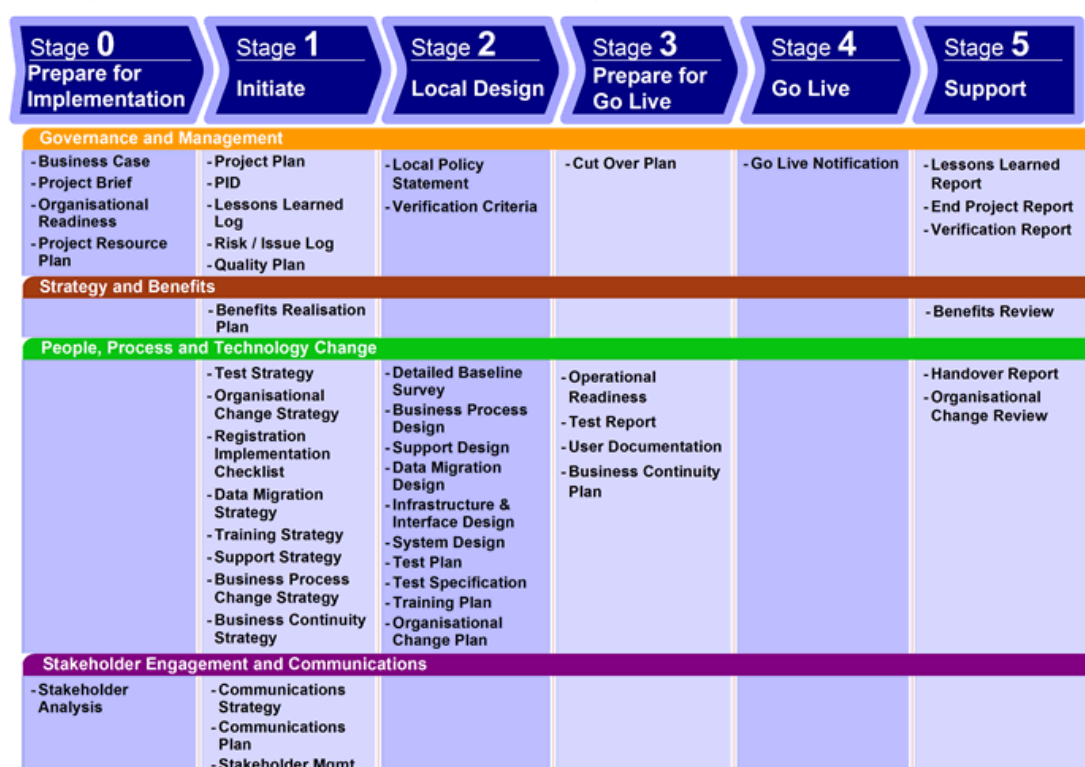 Stage 0
Prepare for
Implementation
Stage 1
Initiate
Stage 2
Local Design
Stage 3
Prepare for
Go Live
Stage 4
Go Live
Stage 5
Support
Governance and Management
- Business Case
- Project Brief
- Organisational
Readiness
- Project Resource
Plan
- Project Plan
- PID
- Lessons Learned
Log
- Risk / Issue Log
- Quality Plan
- Local Policy
Statement
- Verification Criteria
- Cut Over Plan
- Go Live Notification
- Lessons Learned
Report
- End Project Report
- Verification Report
Strategy and Benefits
- Benefits Realisation
Plan
- Benefits Review
People, Process and Technology Change
- Test Strategy
- Organisational
Change Strategy
- Registration
Implementation
Checklist
- Data Migration
Strategy
- Training Strategy
- Support Strategy
- Business Process
Change Strategy
- Business Continuity
Strategy
- Detailed Baseline
Survey
- Business Process
Design
- Support Design
- Data Migration
Design
- Infrastructure &
Interface Design
- System Design
- Test Plan
- Test Specification
- Training Plan
- Organisational
Change Plan
- Operational
Readiness
- Test Report
- User Documentation
- Business Continuity
Plan
- Handover Report
- Organisational
Change Review
Stakeholder Engagement and Communications
- Stakeholder
Analysis
- Communications
Strategy
- Communications
Plan
- Stakeholder Mgmt